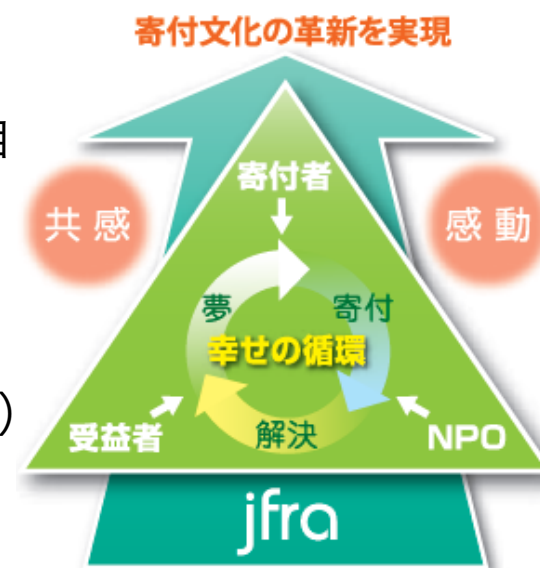 寄付文化の革新を実現
寄付者
共感
感動
夢
寄付
幸せの循環
受益者
解決
NPO
)
jfra